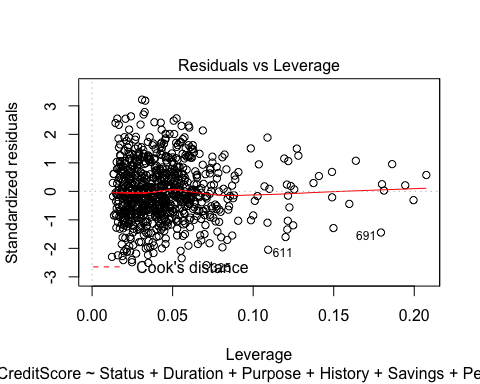 Residuals vs Leverage
Standardized residuals
3
2
1
0
-1
-2
-3
691
611
Cook's distance
0.00 0.05 0.10 0.15 0.20
Leverage
CreditScore ~ Status + Duration + Purpose + History + Savings + Pe